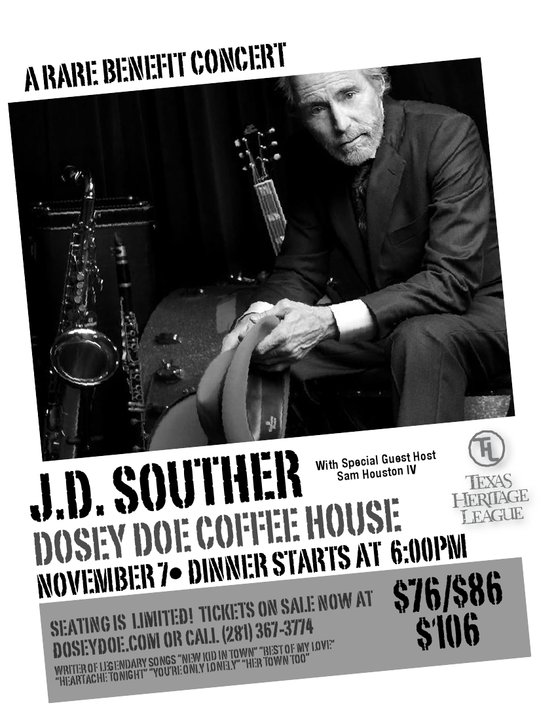 A RARE BENEFIT CONCERT
J.D. SOUTHER
With Special Guest Host
Sam Houston IV
TL
TEXAS
HERITAGE
LEAGUE
DOSEY DOE COFFEE HOUSE
NOVEMBER 7• DINNER STARTS AT 6:00PM
SEATING IS LIMITED! TICKETS ON SALE NOW AT
DOSEYDOE.COM OR CALL (281) 367-3774
WRITER OF LEGENDARY SONGS "NEW KID IN TOWN" "BEST OF MY LOVE"
"HEARTACHE TONIGHT" "YOU'RE ONLY LONELY" "HER TOWN TOO"
$76/$86
$106